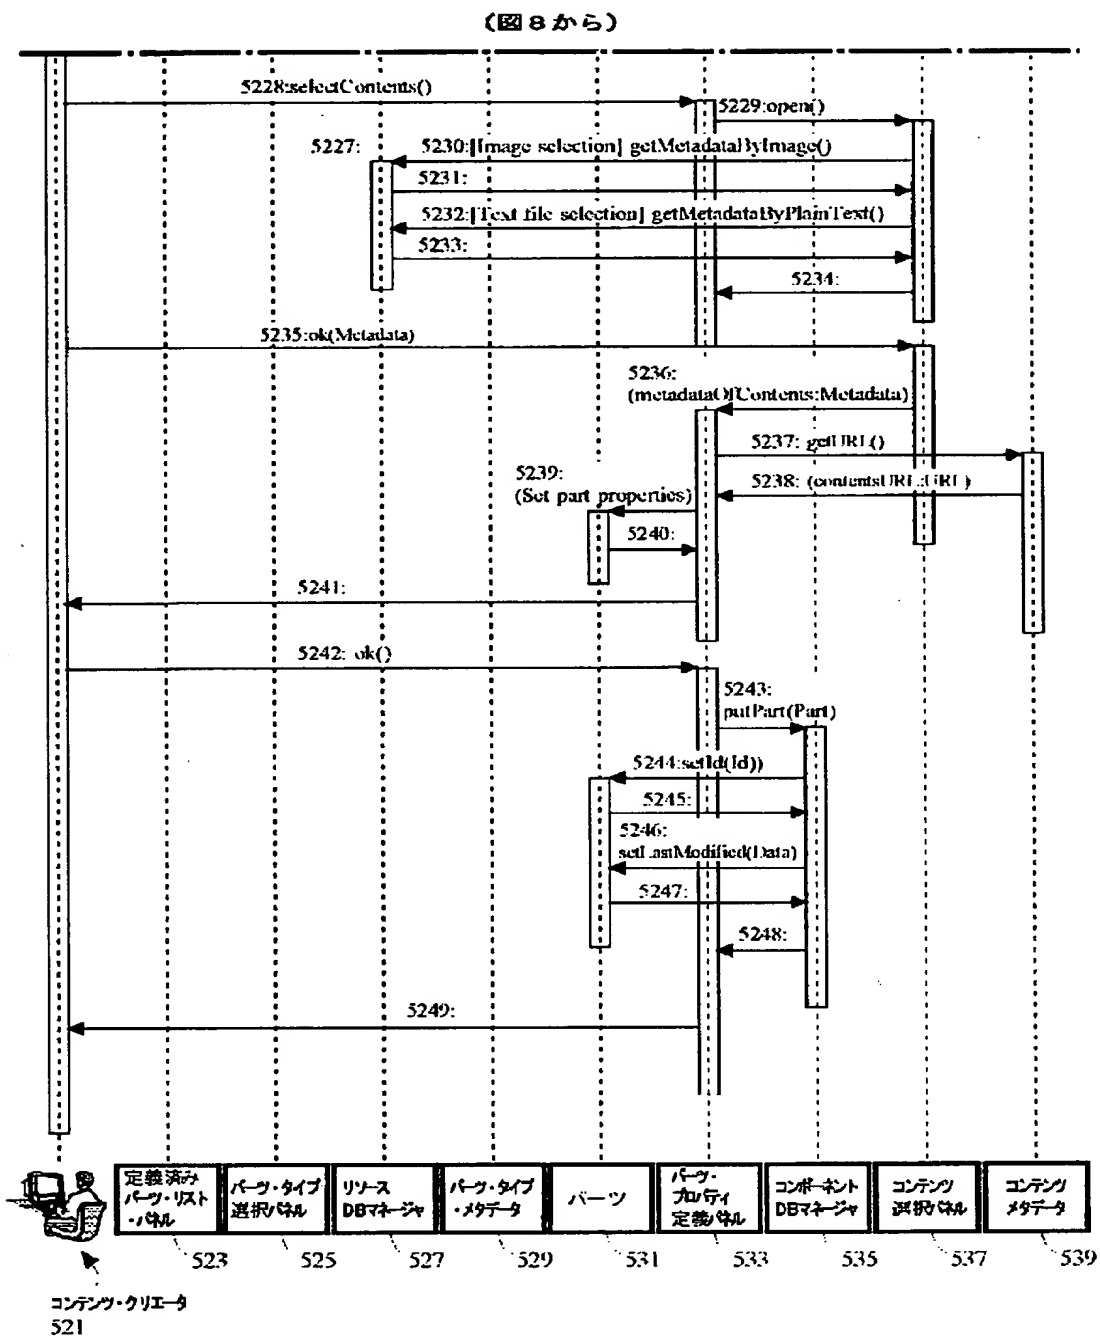 (図8から)
5228:selectContents()
5229:open()
5227:
5230:[Image selection] getMetadataByImage()
5231:
5232:[Text file selection] getMetadataByPlainText()
5233:
5234:
5235:ok(Metadata)
5236:
(metadataOfContents:Metadata)
5237: getURL()
5238: (contentsURL:URL)
5239:
(Set part properties)
5240:
5241:
5242: ok()
5243:
putPart(Part)
5244:setId(Id))
5245:
5246:
setLastModified(Data)
5247:
5248:
5249:
定義済み
パーツ・リスト
・パネル
パーツ・タイプ
選択パネル
リソース
DBマネージャ
パーツ・タイプ
・メタデータ
パーツ
パーツ・
プロパティ
定義パネル
コンポーネント
DBマネージャ
コンテンツ
選択パネル
コンテンツ
メタデータ
523
525
527
529
531
533
535
537
539
コンテンツ・クリエータ
521